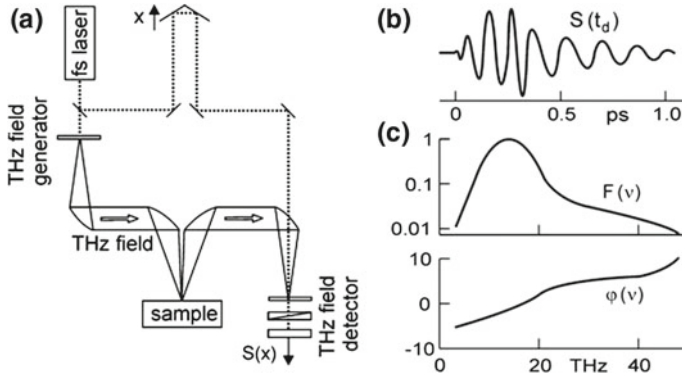 (a)
fs laser
x
THz field
generator
THz field
sample
THz field
detector
S(x)
(b)
S(t_d)
0
0.5
ps
1.0
(c)
1
0.1
0.01
F(ν)
10
0
-10
φ(ν)
0
20
THz
40